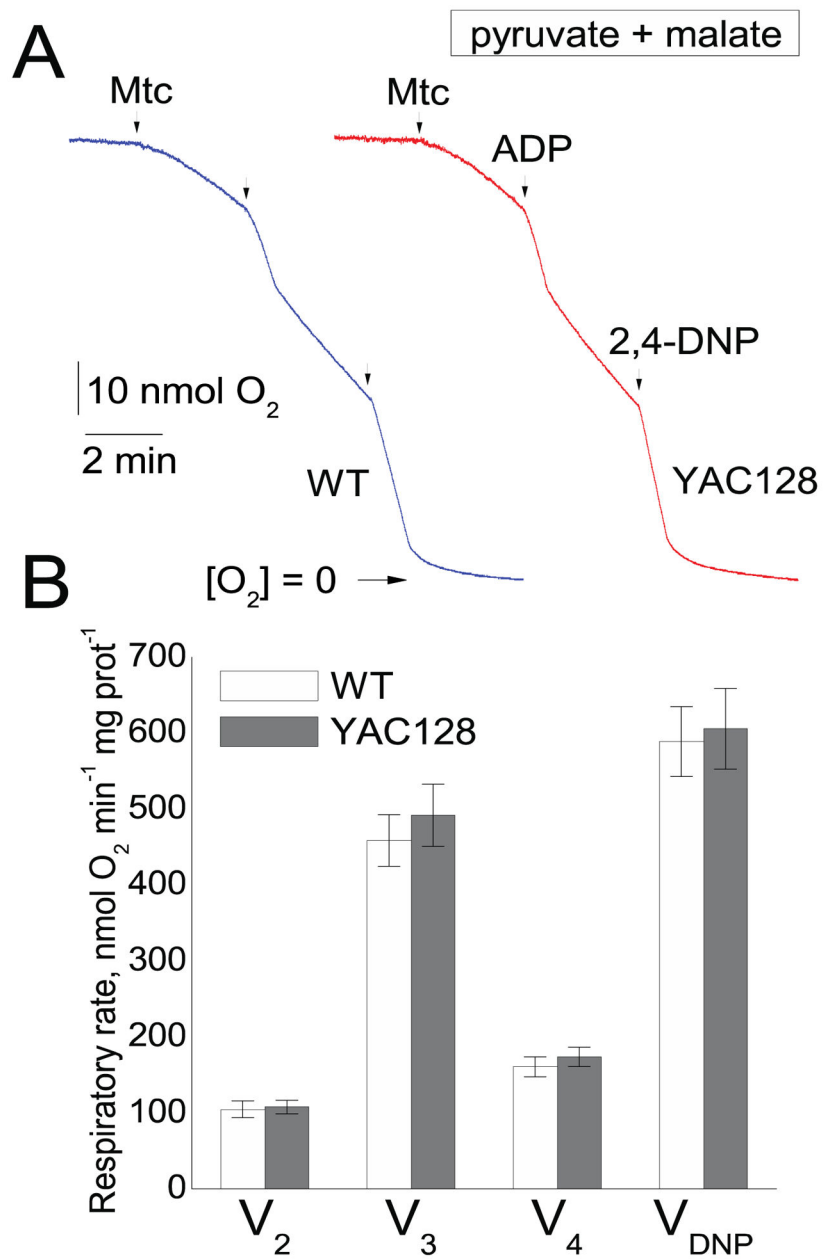 A
pyruvate + malate
Mtc
Mtc
ADP
2,4-DNP
10 nmol O₂
2 min
WT
YAC128
[O₂] = 0
B
Respiratory rate, nmol O₂ min⁻¹ mg prot⁻¹
700
600
500
400
300
200
100
0
WT
YAC128
V₂ V₃ V₄ V_DNP